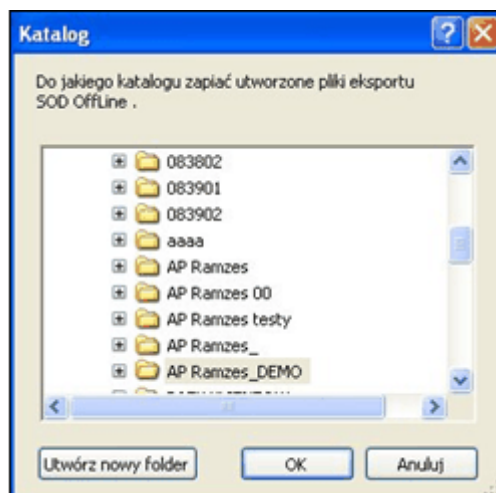 Katalog
Do jakiego katalogu zapiać utworzone pliki eksportu
SOD OffLine .
083802
083901
083902
aaaa
AP Ramzes
AP Ramzes 00
AP Ramzes testy
AP Ramzes_
AP Ramzes_DEMO
Utwórz nowy folder
OK
Anuluj